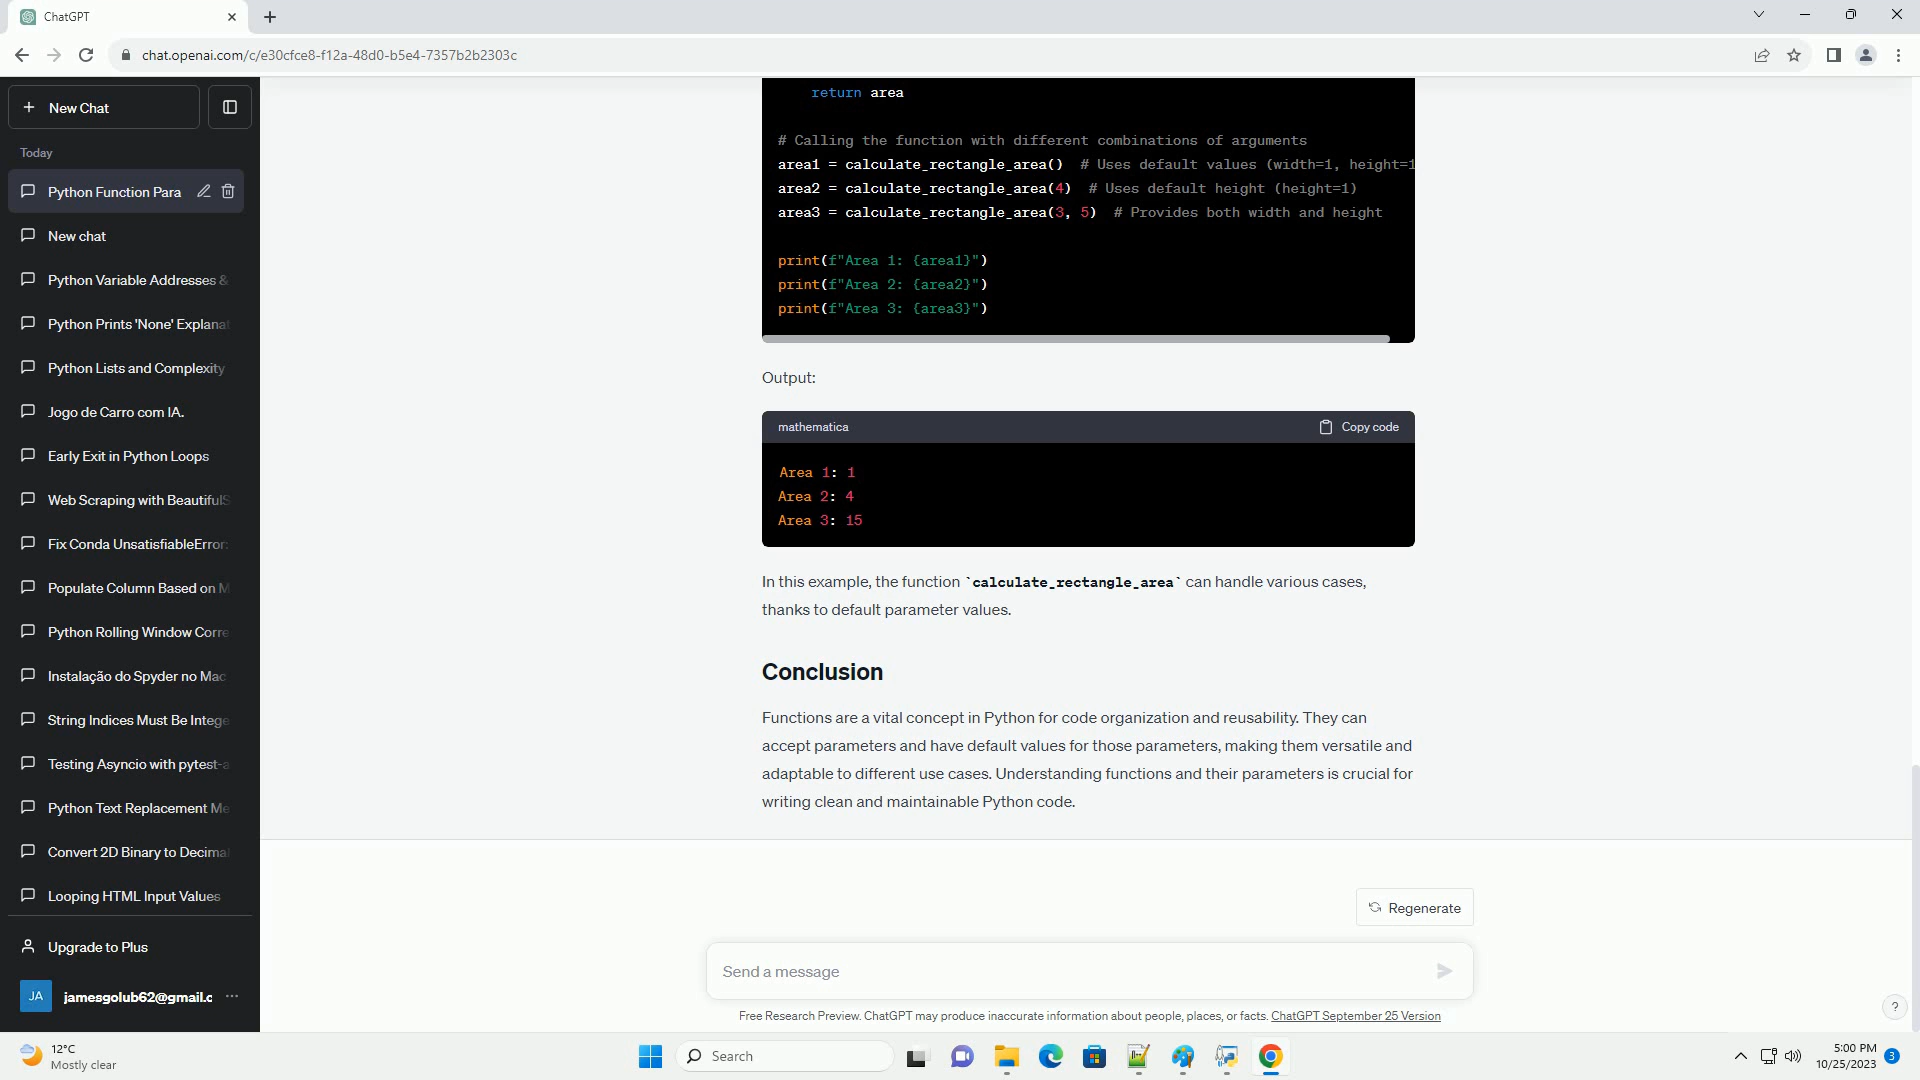 ChatGPT
chat.openai.com/c/e30cfce8-f12a-48d0-b5e4-7357b2b2303c
New Chat
Today
Python Function Para
New chat
Python Variable Addresses &
Python Prints 'None' Explana
Python Lists and Complexity
Jogo de Carro com IA.
Early Exit in Python Loops
Web Scraping with BeautifulS
Fix Conda UnsatisfiableError:
Populate Column Based on M
Python Rolling Window Corre
Instalação do Spyder no Mac
String Indices Must Be Intege
Testing Asyncio with pytest-a
Python Text Replacement Me
Convert 2D Binary to Decima
Looping HTML Input Values
Upgrade to Plus
JA jamesgolub62@gmail.c
return area
# Calling the function with different combinations of arguments
area1 = calculate_rectangle_area() # Uses default values (width=1, height=1
area2 = calculate_rectangle_area(4) # Uses default height (height=1)
area3 = calculate_rectangle_area(3, 5) # Provides both width and height
print(f"Area 1: {area1}")
print(f"Area 2: {area2}")
print(f"Area 3: {area3}")
Output:
mathematica Copy code
Area 1: 1
Area 2: 4
Area 3: 15
In this example, the function `calculate_rectangle_area` can handle various cases,
thanks to default parameter values.
Conclusion
Functions are a vital concept in Python for code organization and reusability. They can
accept parameters and have default values for those parameters, making them versatile and
adaptable to different use cases. Understanding functions and their parameters is crucial for
writing clean and maintainable Python code.
Regenerate
Send a message
Free Research Preview. ChatGPT may produce inaccurate information about people, places, or facts. ChatGPT September 25 Version
?
12°C
Mostly clear
Search
5:00 PM
10/25/2023
3